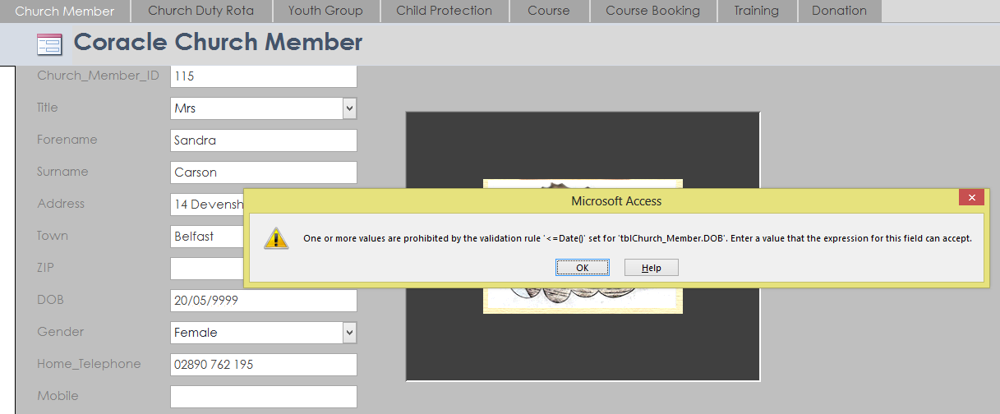 Church Member Church Duty Rota Youth Group Child Protection Course Course Booking Training Donation
Coracle Church Member
Church_Member_ID 115
Title Mrs
Forename Sandra
Surname Carson
Address 14 Devensh
Town Belfast
ZIP
DOB 20/05/9999
Gender Female
Home_Telephone 02890 762 195
Mobile
Microsoft Access
One or more values are prohibited by the validation rule '<=Date()' set for 'tblChurch_Member.DOB'. Enter a value that the expression for this field can accept.
OK Help